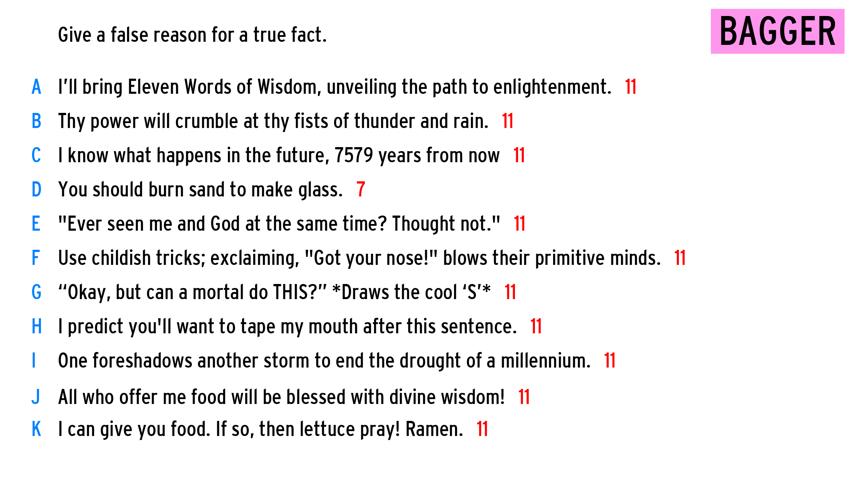 Give a false reason for a true fact.
BAGGER
A I'll bring Eleven Words of Wisdom, unveiling the path to enlightenment. 11
B Thy power will crumble at thy fists of thunder and rain. 11
C I know what happens in the future, 7579 years from now 11
D You should burn sand to make glass. 7
E "Ever seen me and God at the same time? Thought not." 11
F Use childish tricks; exclaiming, "Got your nose!" blows their primitive minds. 11
G “Okay, but can a mortal do THIS?” *Draws the cool ‘S’* 11
H I predict you'll want to tape my mouth after this sentence. 11
I One foreshadows another storm to end the drought of a millennium. 11
J All who offer me food will be blessed with divine wisdom! 11
K I can give you food. If so, then lettuce pray! Ramen. 11